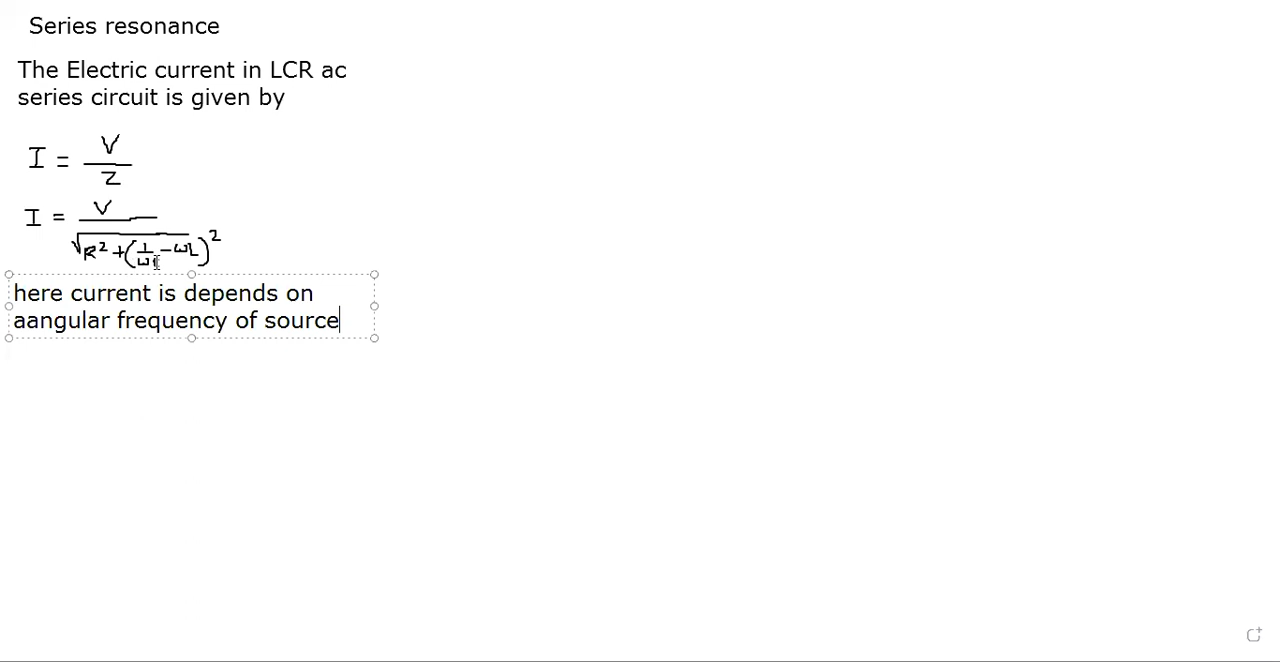 Series resonance
The Electric current in LCR ac
series circuit is given by
I = V / Z
I = V / √R² + (1/ω - ωL)²
here current is depends on
aangular frequency of source